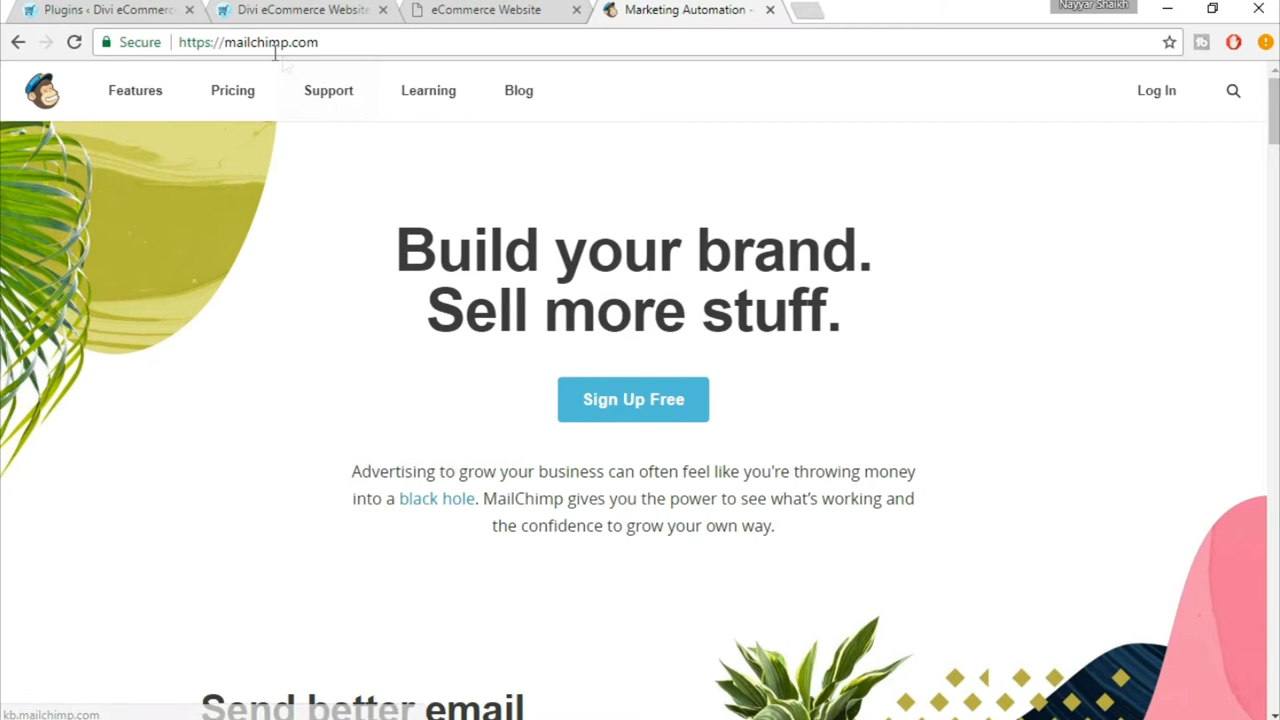 Plugins ‹ Divi eCommerc
Divi eCommerce Website
eCommerce Website
Marketing Automation -
Nayyar Shaikh
Secure
https://mailchimp.com
Features
Pricing
Support
Learning
Blog
Log In
Build your brand.
Sell more stuff.
Sign Up Free
Advertising to grow your business can often feel like you're throwing money
into a black hole. MailChimp gives you the power to see what's working and
the confidence to grow your own way.
Send better email
kb.mailchimp.com